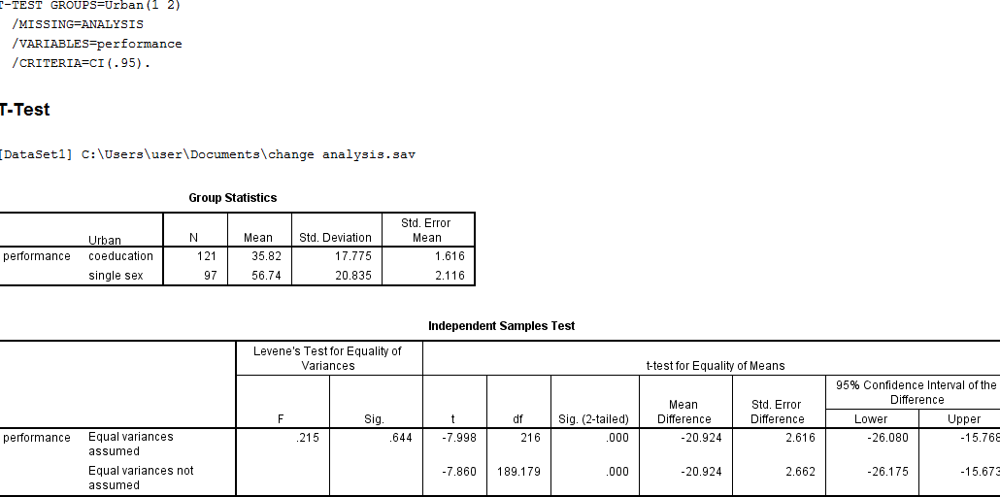 T-TEST GROUPS=Urban(1 2)
/MISSING=ANALYSIS
/VARIABLES=performance
/CRITERIA=CI(.95).
T-Test
[DataSet1] C:\Users\user\Documents\change analysis.sav
Group Statistics
Urban N Mean Std. Deviation Std. Error Mean
performance coeducation 121 35.82 17.775 1.616
single sex 97 56.74 20.835 2.116
Independent Samples Test
Levene's Test for Equality of Variances t-test for Equality of Means
F Sig. t df Sig. (2-tailed) Mean Difference Std. Error Difference 95% Confidence Interval of the Difference
Lower Upper
performance Equal variances assumed .215 .644 -7.998 216 .000 -20.924 2.616 -26.080 -15.768
Equal variances not assumed -7.860 189.179 .000 -20.924 2.662 -26.175 -15.673